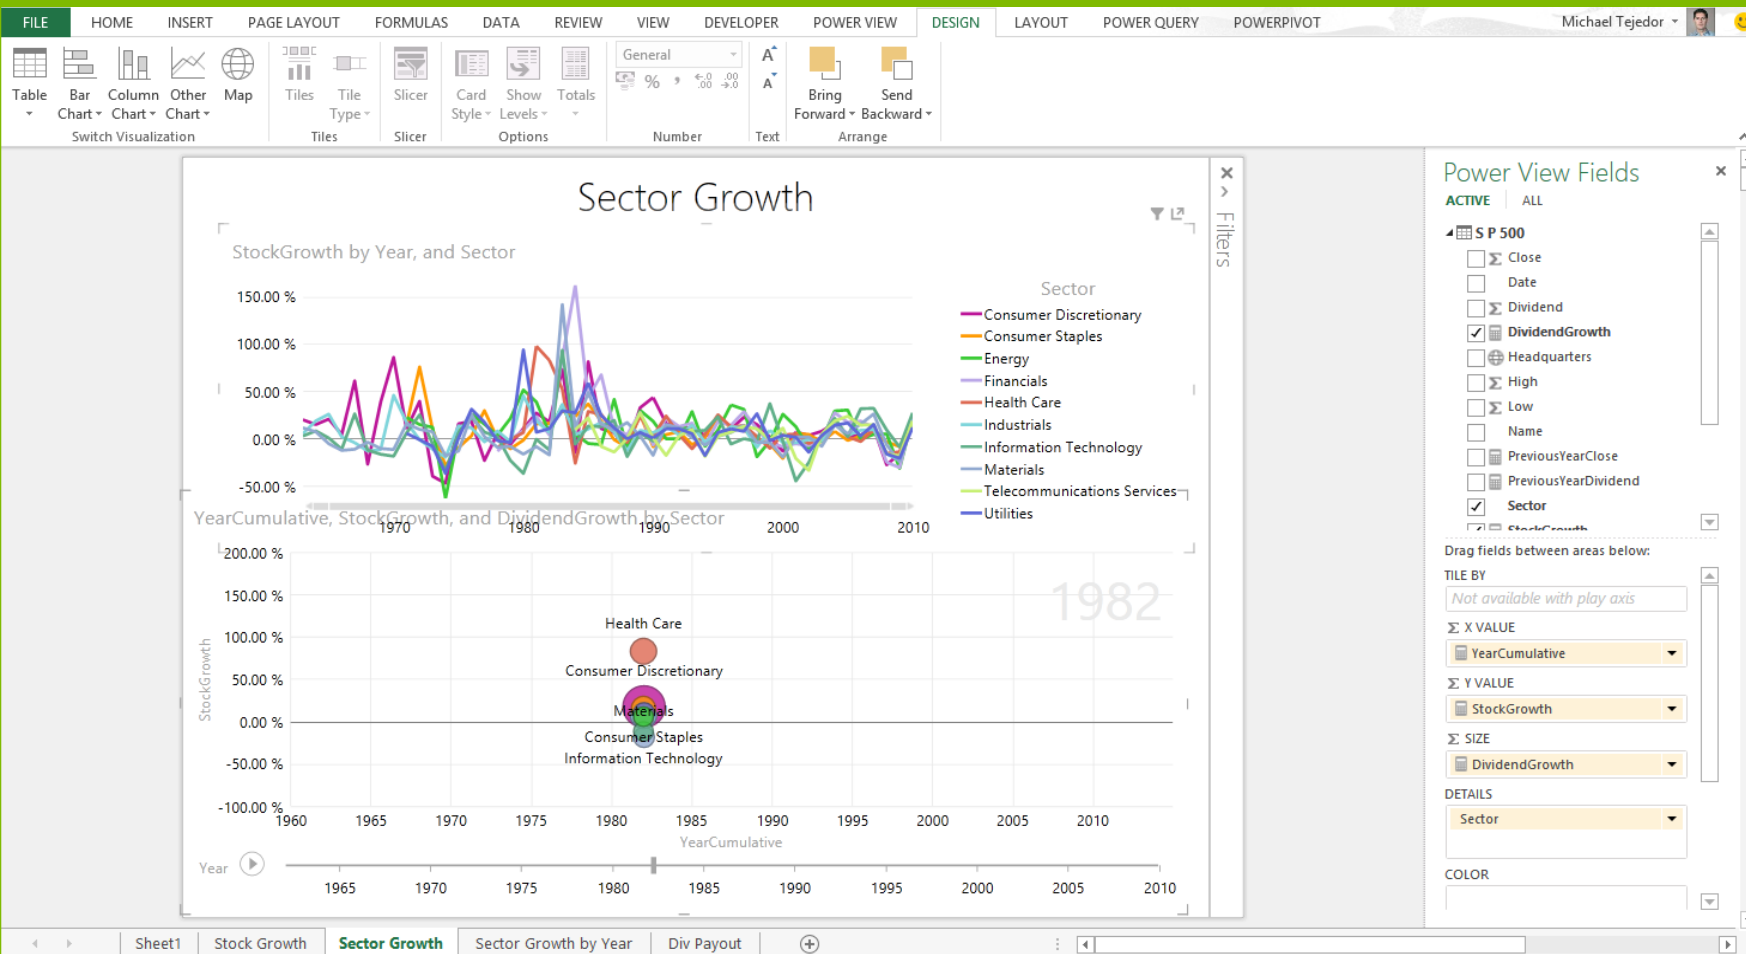 FILE HOME INSERT PAGE LAYOUT FORMULAS DATA REVIEW VIEW DEVELOPER POWER VIEW DESIGN LAYOUT POWER QUERY POWERPIVOT Michael Tejedor
General
Table Bar Column Other Map Tiles Tile Slicer Card Show Totals Bring Send
Chart Chart Chart Type Style Levels Forward Backward
Switch Visualization Tiles Slicer Options Number Text Arrange
Sector Growth
Filters
StockGrowth by Year, and Sector
150.00 %
100.00 %
50.00 %
0.00 %
-50.00 %
1970 1980 1990 2000 2010
Sector
Consumer Discretionary
Consumer Staples
Energy
Financials
Health Care
Industrials
Information Technology
Materials
Telecommunications Services
Utilities
YearCumulative, StockGrowth, and DividendGrowth by Sector
200.00 %
150.00 %
100.00 %
50.00 %
0.00 %
-50.00 %
-100.00 %
StockGrowth
1982
Health Care
Consumer Discretionary
Materials
Consumer Staples
Information Technology
1960 1965 1970 1975 1980 1985 1990 1995 2000 2005 2010
YearCumulative
Year
1965 1970 1975 1980 1985 1990 1995 2000 2005 2010
Power View Fields
ACTIVE ALL
S P 500
Close
Date
Dividend
DividendGrowth
Headquarters
High
Low
Name
PreviousYearClose
PreviousYearDividend
Sector
StockGrowth
Drag fields between areas below:
TILE BY
Not available with play axis
Σ X VALUE
YearCumulative
Σ Y VALUE
StockGrowth
Σ SIZE
DividendGrowth
DETAILS
Sector
COLOR
Sheet1 Stock Growth Sector Growth Sector Growth by Year Div Payout